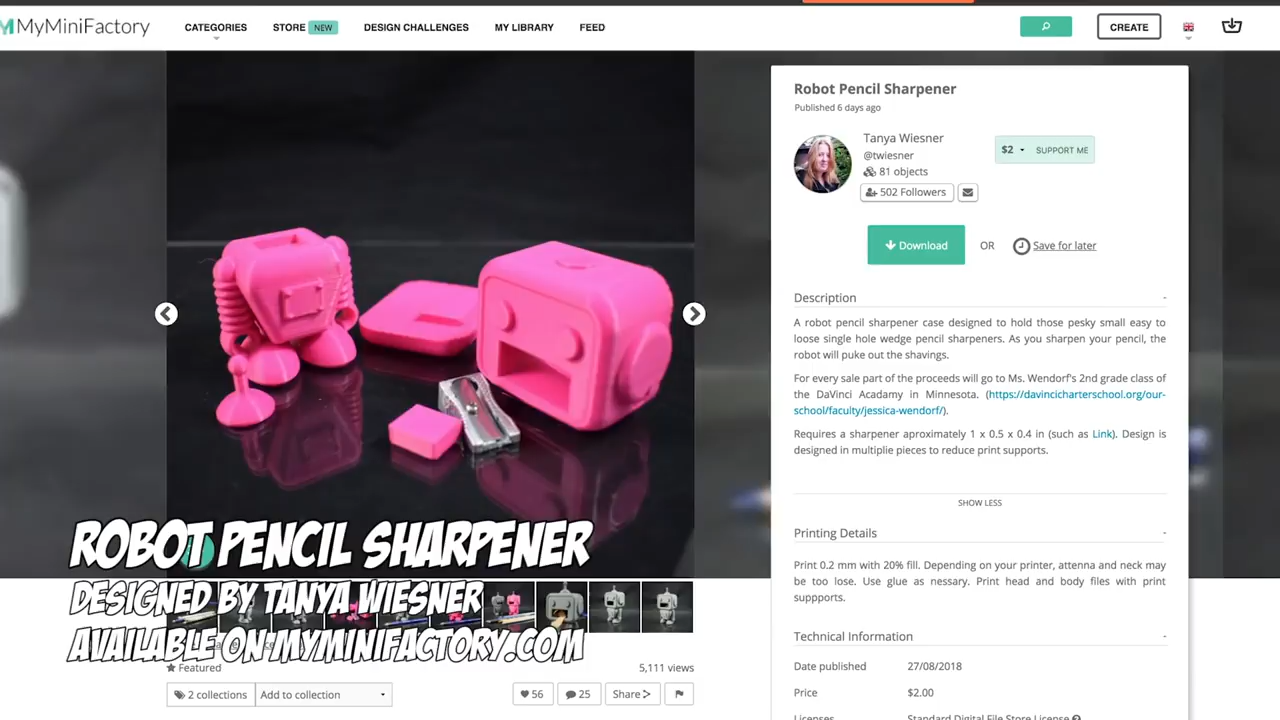 MyMiniFactory
CATEGORIES
STORE NEW
DESIGN CHALLENGES
MY LIBRARY
FEED
CREATE
Robot Pencil Sharpener
Published 6 days ago
Tanya Wiesner
@twiesner
81 objects
502 Followers
$2 SUPPORT ME
Download OR Save for later
Description -
A robot pencil sharpener case designed to hold those pesky small easy to
loose single hole wedge pencil sharpeners. As you sharpen your pencil, the
robot will puke out the shavings.
For every sale part of the proceeds will go to Ms. Wendorf's 2nd grade class of
the DaVinci Acadamy in Minnesota. (https://davincicharterschool.org/our-
school/faculty/jessica-wendorf/).
Requires a sharpener aproximately 1 x 0.5 x 0.4 in (such as Link). Design is
designed in multiplie pieces to reduce print supports.
SHOW LESS
Printing Details -
Print 0.2 mm with 20% fill. Depending on your printer, attenna and neck may
be too lose. Use glue as nessary. Print head and body files with print
suppports.
Technical Information -
Date published 27/08/2018
Price $2.00
Licenses Standard Digital File Store License
ROBOT PENCIL SHARPENER
DESIGNED BY TANYA WIESNER
AVAILABLE ON MYMINIFACTORY.COM
Featured 5,111 views
2 collections Add to collection 56 25 Share